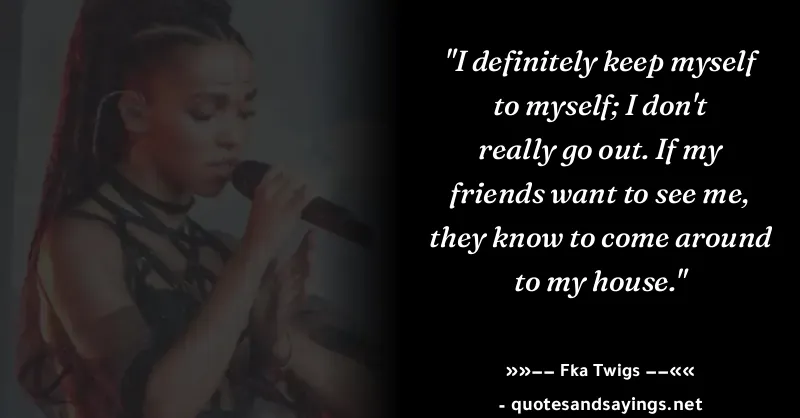 "I definitely keep myself
to myself; I don't
really go out. If my
friends want to see me,
they know to come around
to my house."
»»−− Fka Twigs −−««
- quotesandsayings.net